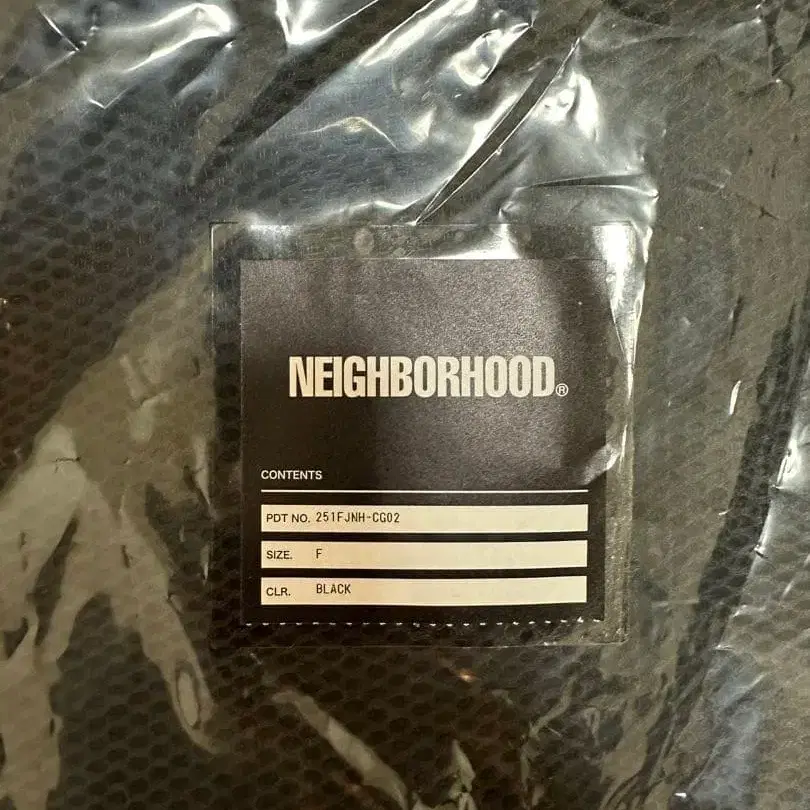 NEIGHBORHOOD®
CONTENTS
PDT NO. 251FJNH-CG02
SIZE. F
CLR. BLACK